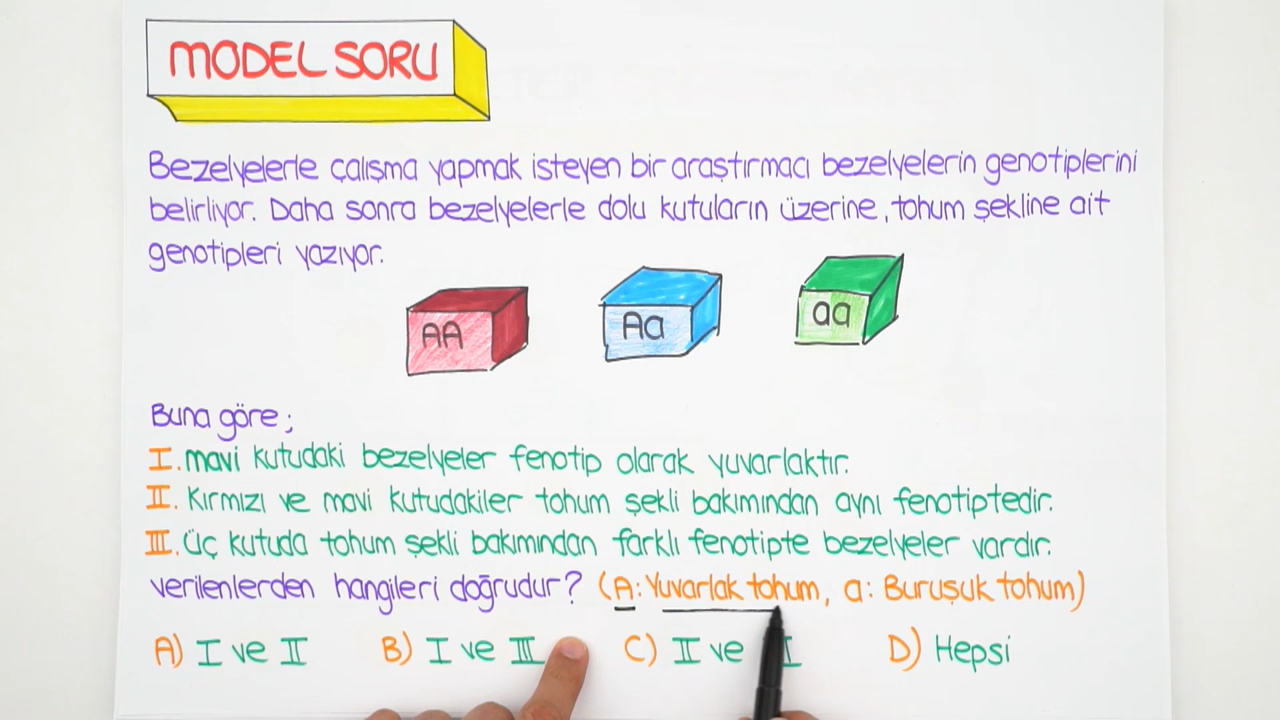 MODEL SORU
Bezelyelerle çalışma yapmak isteyen bir araştırmacı bezelyelerin genotiplerini
belirliyor. Daha sonra bezelyelerle dolu kutuların üzerine, tohum şekline ait
genotipleri yazıyor.
AA Aa aa
Buna göre;
I. mavi kutudaki bezelyeler fenotip olarak yuvarlaktır.
II. Kırmızı ve mavi kutudakiler tohum şekli bakımından aynı fenotiptedir.
III. Üç kutuda tohum şekli bakımından farklı fenotipte bezelyeler vardır.
verilenlerden hangileri doğrudur? (A: Yuvarlak tohum, a: Buruşuk tohum)
A) I ve II B) I ve III C) II ve D) Hepsi